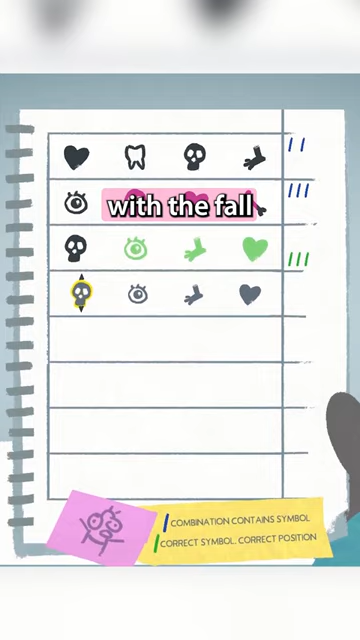 with the fall
COMBINATION CONTAINS SYMBOL
CORRECT SYMBOL. CORRECT POSITION